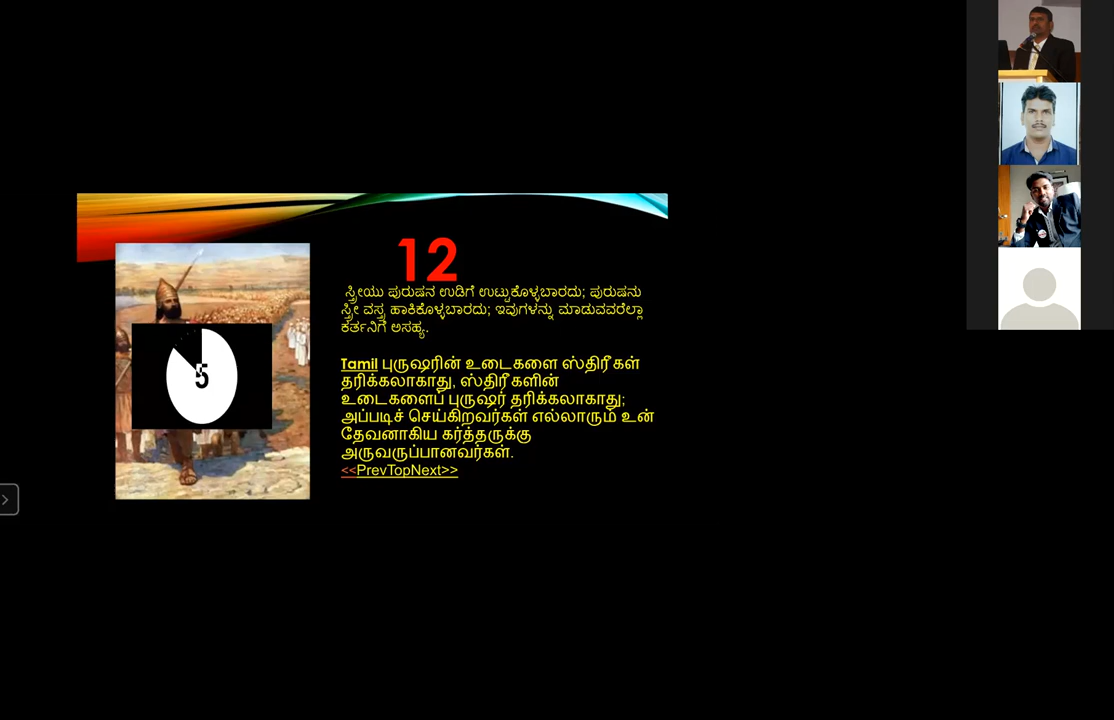 12
ಸ್ತ್ರೀಯು ಪುರುಷನ ಉಡಿಗೆ ಉಟ್ಟುಕೊಳ್ಳಬಾರದು; ಪುರುಷನು
ಸ್ತ್ರೀ ವಸ್ತ್ರ ಹಾಕಿಕೊಳ್ಳಬಾರದು; ಇವುಗಳನ್ನು ಮಾಡುವವರೆಲ್ಲಾ
ಕರ್ತನಿಗೆ ಅಸಹ್ಯ.
5
Tamil புருஷரின் உடைகளை ஸ்திரீகள்
தரிக்கலாகாது, ஸ்திரீகளின்
உடைகளைப் புருஷர் தரிக்கலாகாது;
அப்படிச் செய்கிறவர்கள் எல்லாரும் உன்
தேவனாகிய கர்த்தருக்கு
அருவருப்பானவர்கள்.
<<PrevTopNext>>